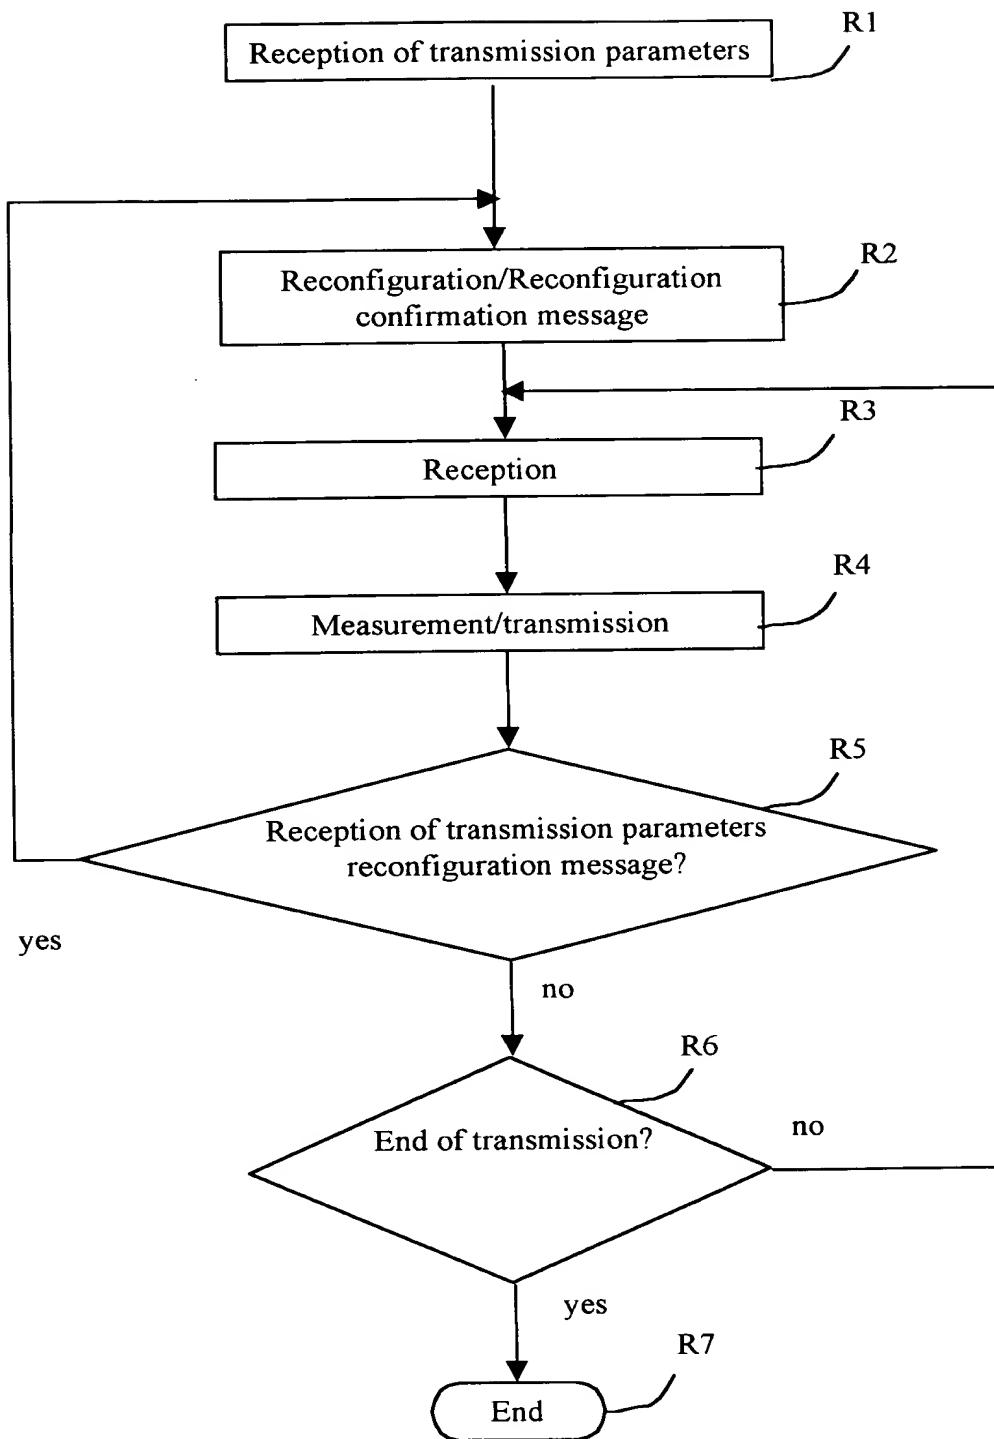 R1
Reception of transmission parameters
R2
Reconfiguration/Reconfiguration
confirmation message
R3
Reception
R4
Measurement/transmission
R5
Reception of transmission parameters
reconfiguration message?
yes
no
R6
End of transmission?
no
yes
R7
End